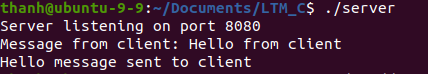 thanh@ubuntu-9-9:~/Documents/LTM_C$ ./server
Server listening on port 8080
Message from client: Hello from client
Hello message sent to client